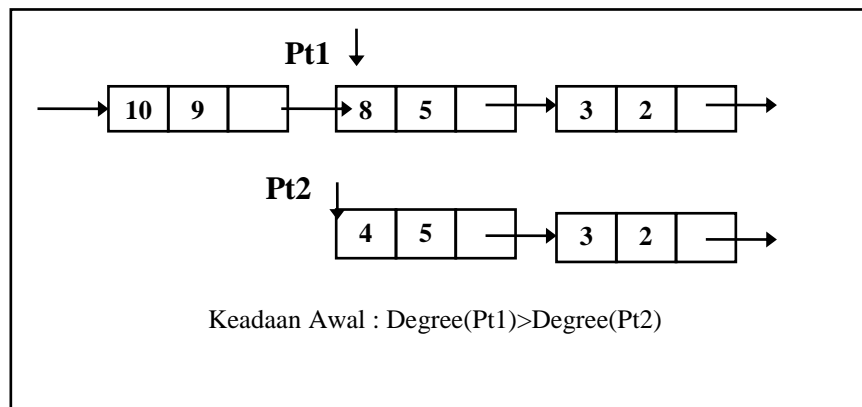 Pt1
10 9 8 5 3 2
Pt2
4 5 3 2
Keadaan Awal : Degree(Pt1)>Degree(Pt2)